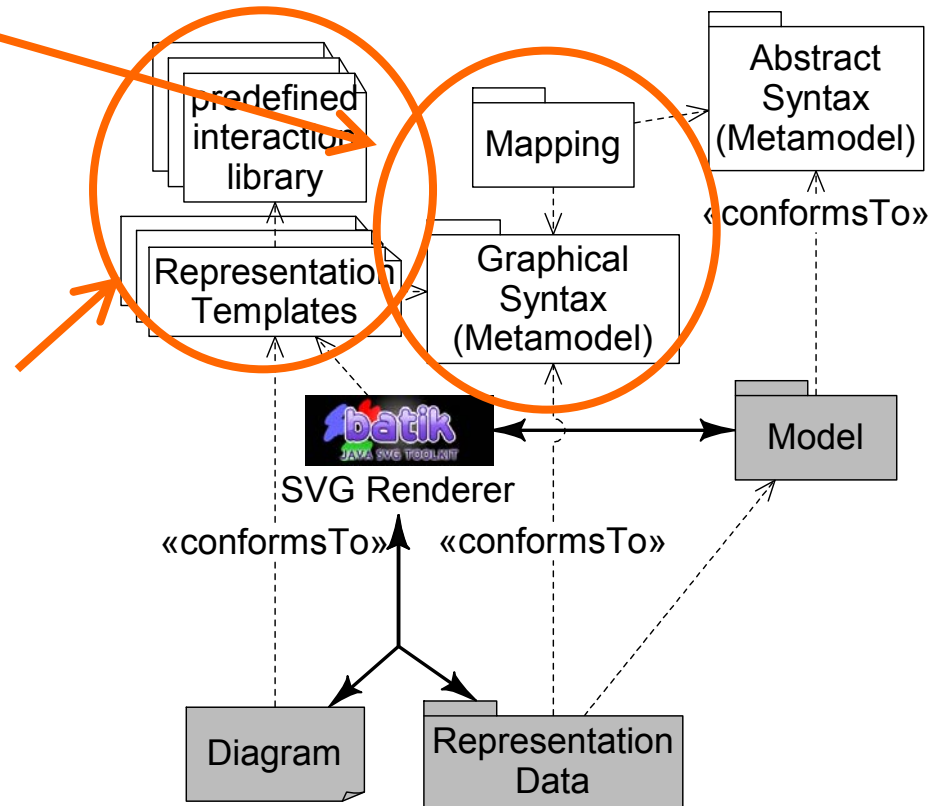 predefined
interaction
library
Representation
Templates
Mapping
Abstract
Syntax
(Metamodel)
«conformsTo»
Graphical
Syntax
(Metamodel)
batik
JAVA SVG TOOLKIT
SVG Renderer
Model
«conformsTo»
«conformsTo»
Diagram
Representation
Data